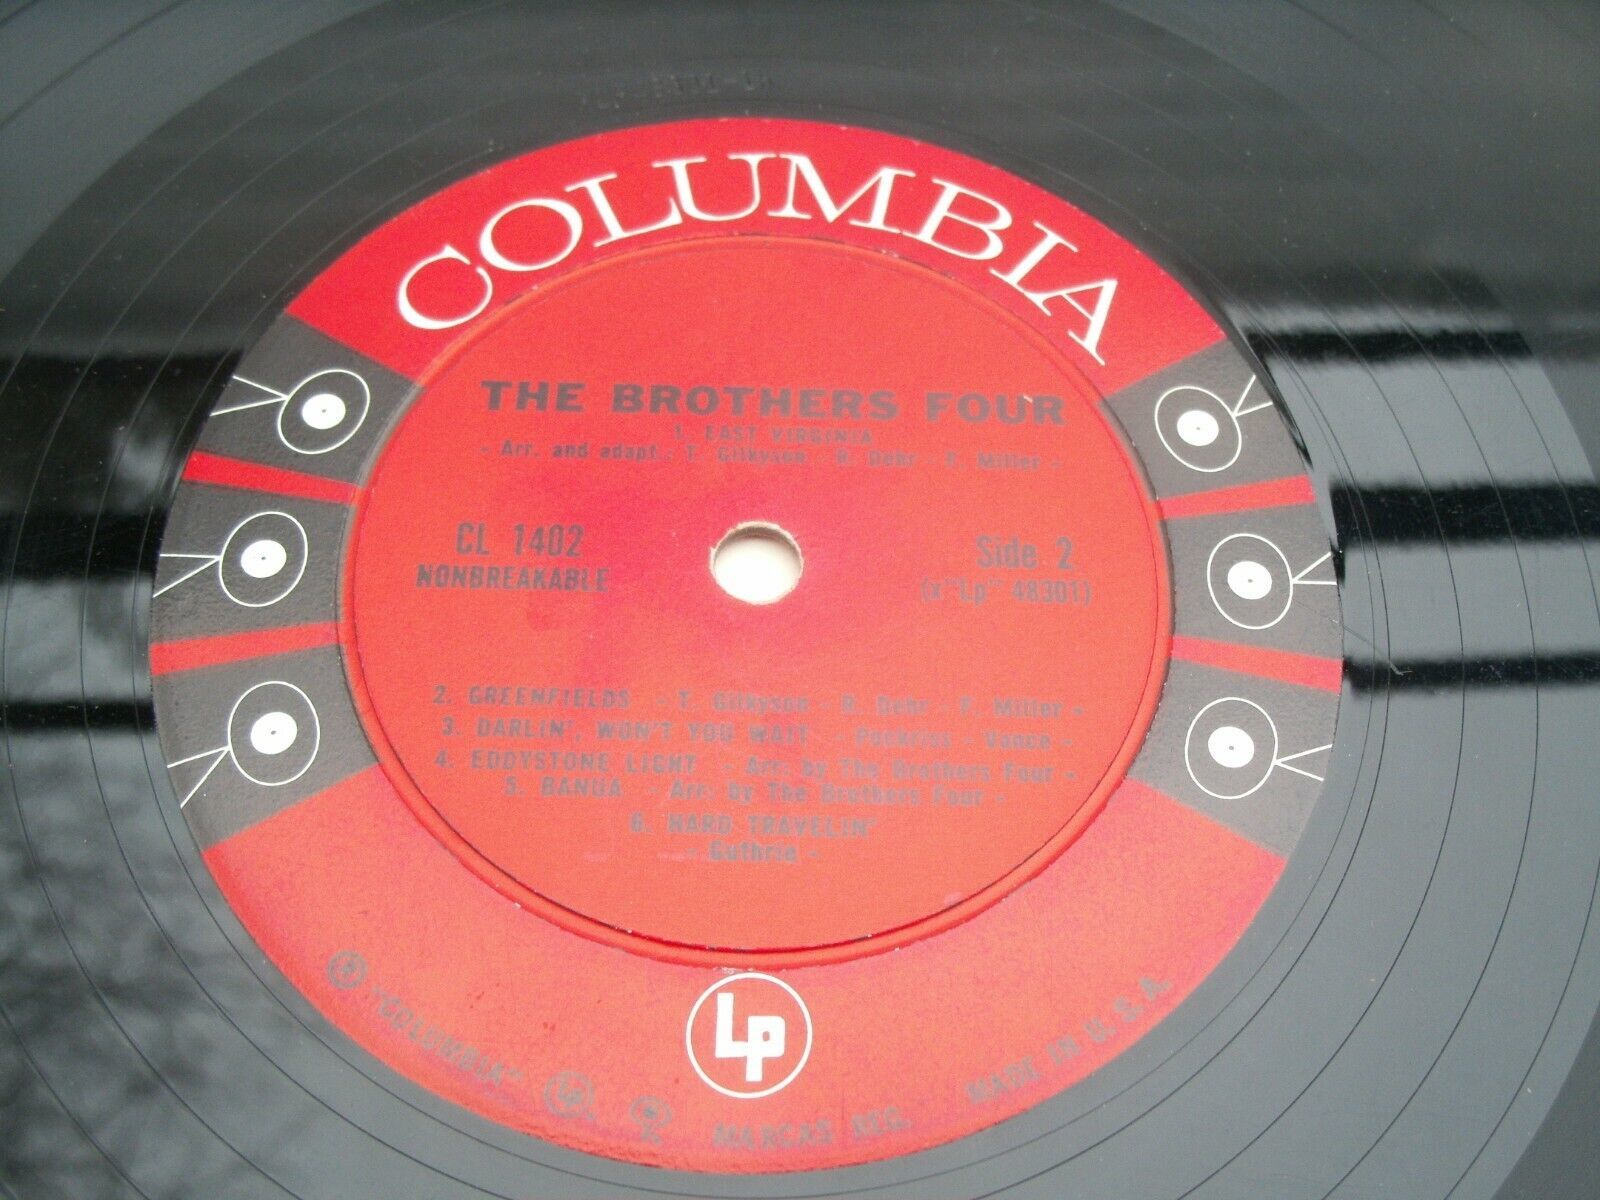 COLUMBIA
THE BROTHERS FOUR
1. EAST VIRGINIA
- Arr. and adapt.: T. Gilkyson - R. Dehr - F. Miller -
CL 1402
NONBREAKABLE
Side 2
(x"Lp" 48301)
2. GREENFIELDS - T. Gilkyson - R. Dehr - F. Miller -
3. DARLIN', WON'T YOU WAIT - Pockriss - Vance -
4. EDDYSTONE LIGHT - Arr. by The Brothers Four -
5. BANUA - Arr. by The Brothers Four -
6. HARD TRAVELIN'
- Guthrie -
LP
® "COLUMBIA" LP, MARCAS REG. MADE IN U. S. A.